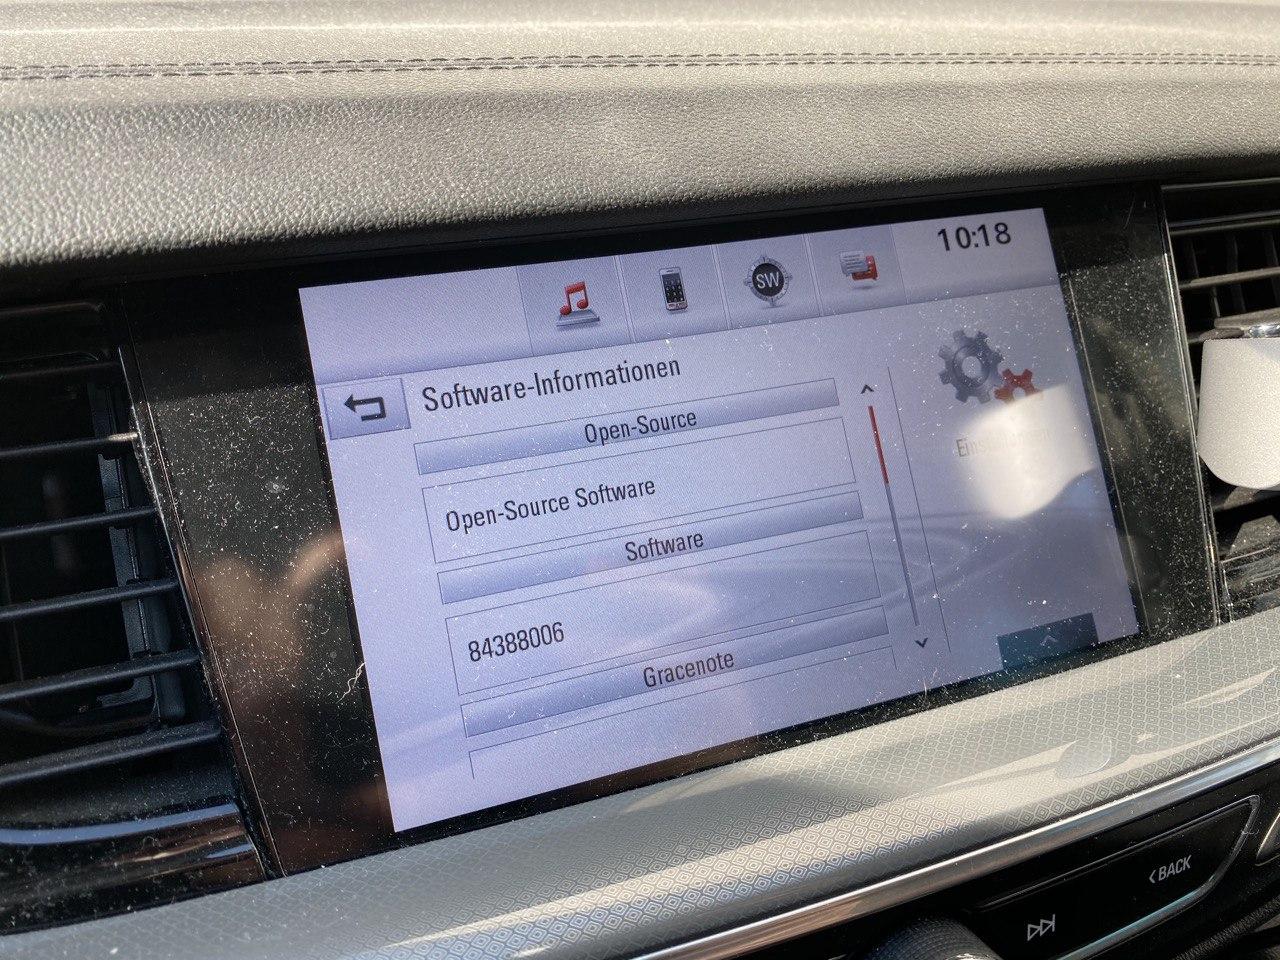 10:18
SW
Software-Informationen
Open-Source
Open-Source Software
Software
84388006
Gracenote
BACK